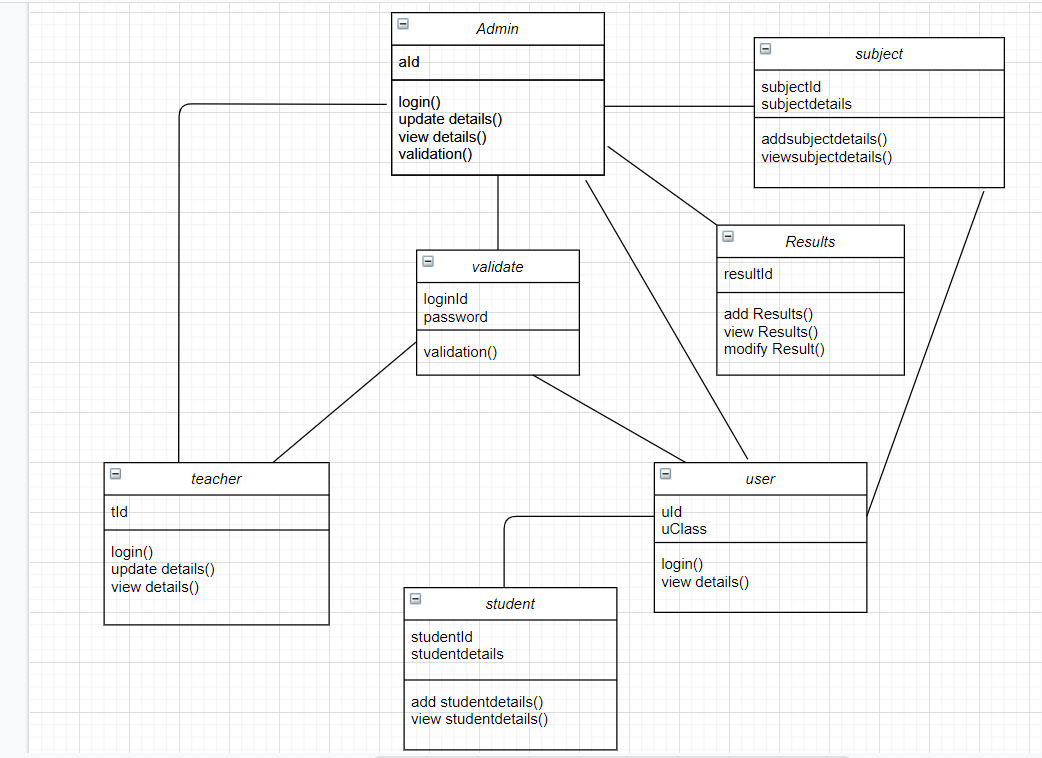 Admin
aId
login()
update details()
view details()
validation()
subject
subjectId
subjectdetails
addsubjectdetails()
viewsubjectdetails()
Results
resultId
add Results()
view Results()
modify Result()
validate
loginId
password
validation()
teacher
tId
login()
update details()
view details()
user
uId
uClass
login()
view details()
student
studentId
studentdetails
add studentdetails()
view studentdetails()